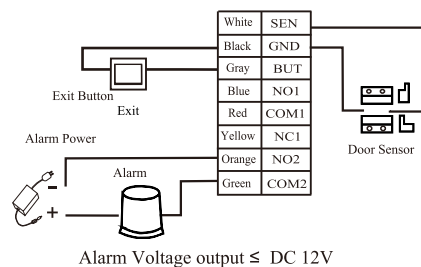 White SEN
Black GND
Gray BUT
Blue NO1
Red COM1
Yellow NC1
Orange NO2
Green COM2
Exit Button
Exit
Door Sensor
Alarm Power
Alarm
-
+
Alarm Voltage output ≤ DC 12V